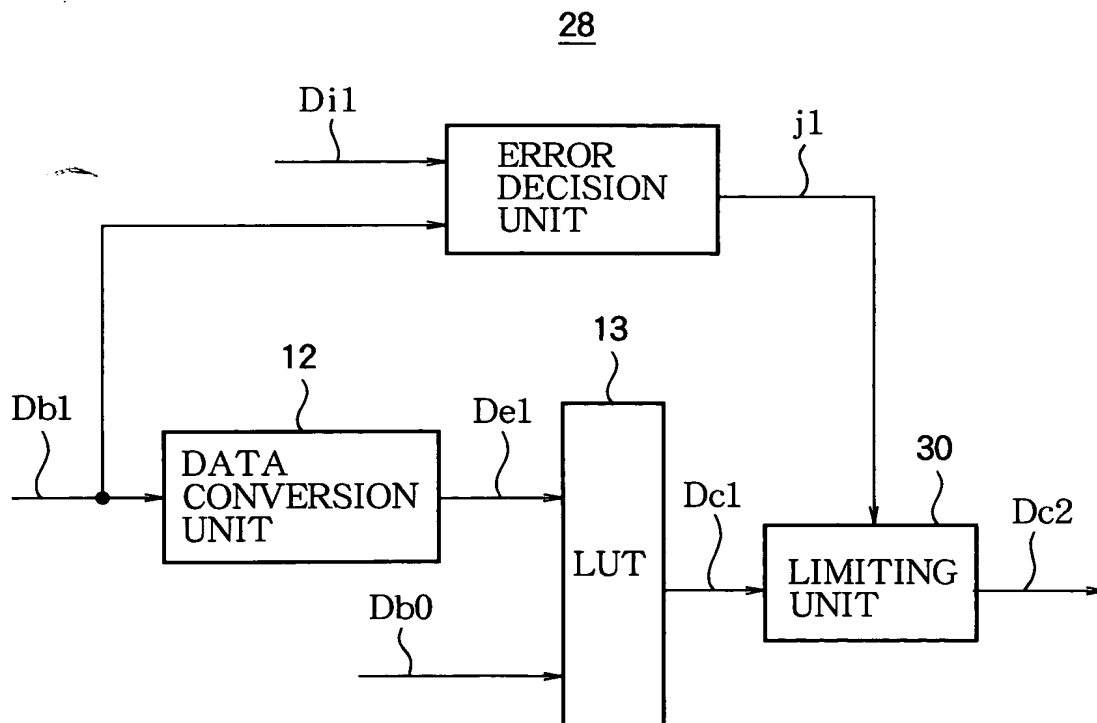 28
Di1
j1
ERROR
DECISION
UNIT
12
13
Db1
De1
30
DATA
CONVERSION
UNIT
Dc1
Dc2
LUT
LIMITING
UNIT
Db0